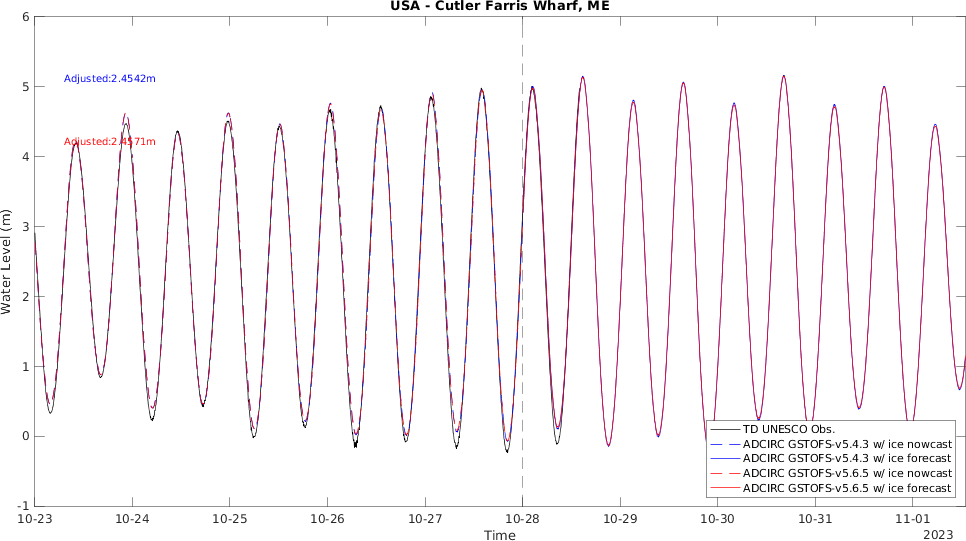 USA - Cutler Farris Wharf, ME
6
5
4
3
2
1
0
-1
Water Level (m)
Adjusted:2.4542m
Adjusted:2.4571m
TD UNESCO Obs.
ADCIRC GSTOFS-v5.4.3 w/ ice nowcast
ADCIRC GSTOFS-v5.4.3 w/ ice forecast
ADCIRC GSTOFS-v5.6.5 w/ ice nowcast
ADCIRC GSTOFS-v5.6.5 w/ ice forecast
10-23 10-24 10-25 10-26 10-27 10-28 10-29 10-30 10-31 11-01
Time
2023